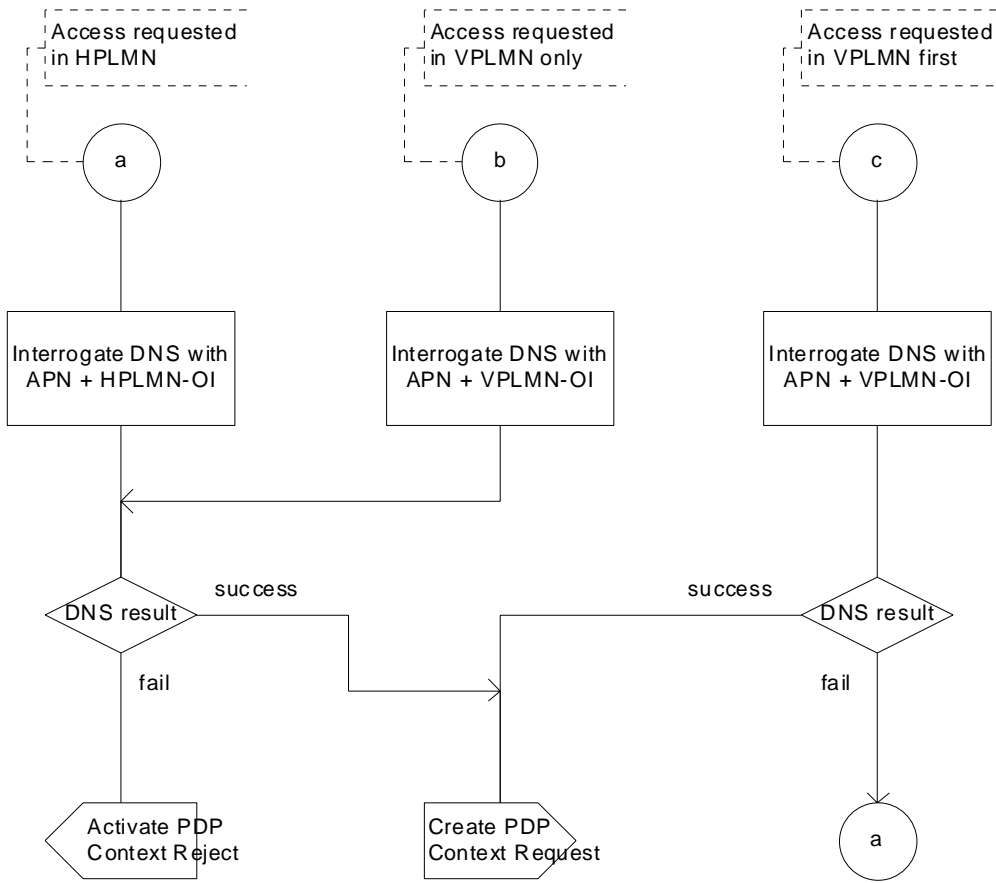 Access requested
in HPLMN
Access requested
in VPLMN only
Access requested
in VPLMN first
a
b
c
Interrogate DNS with
APN + HPLMN-OI
Interrogate DNS with
APN + VPLMN-OI
Interrogate DNS with
APN + VPLMN-OI
DNS result
success
success
DNS result
fail
fail
Activate PDP
Context Reject
Create PDP
Context Request
a